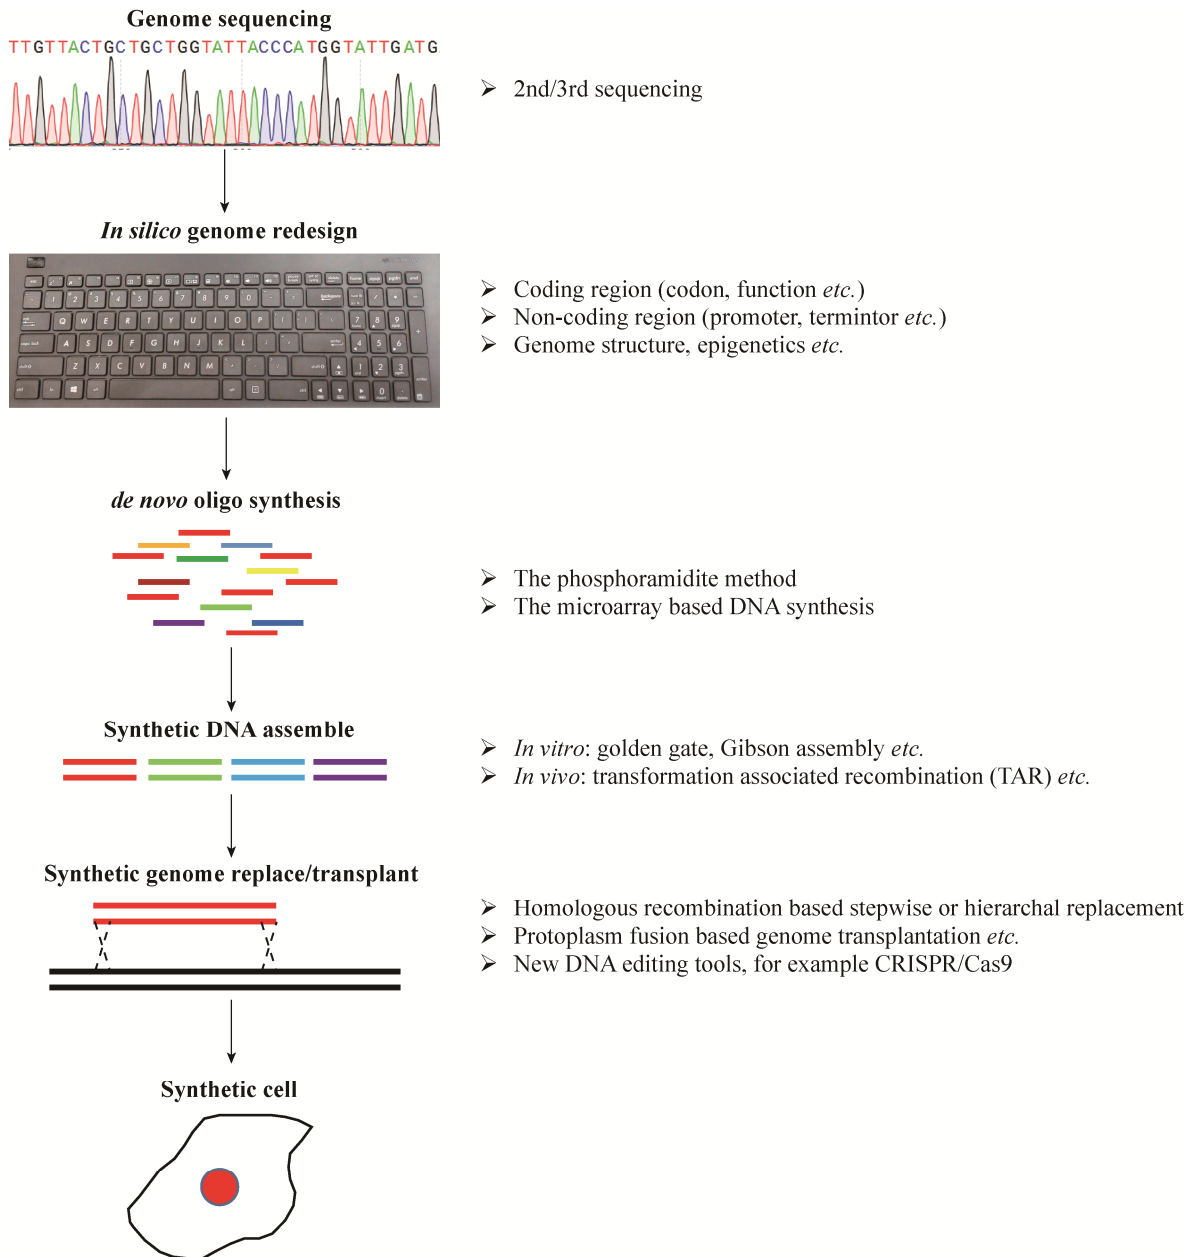 Genome sequencing
TTGTTACTGCTGCTGGTATTACCCATGGTATTGATG
➢ 2nd/3rd sequencing
In silico genome redesign
Q W E R T Y U I O P
A S D F G H J K L
Z X C V B N M
➢ Coding region (codon, function etc.)
➢ Non-coding region (promoter, termintor etc.)
➢ Genome structure, epigenetics etc.
de novo oligo synthesis
➢ The phosphoramidite method
➢ The microarray based DNA synthesis
Synthetic DNA assemble
➢ In vitro: golden gate, Gibson assembly etc.
➢ In vivo: transformation associated recombination (TAR) etc.
Synthetic genome replace/transplant
➢ Homologous recombination based stepwise or hierarchal replacement
➢ Protoplasm fusion based genome transplantation etc.
➢ New DNA editing tools, for example CRISPR/Cas9
Synthetic cell